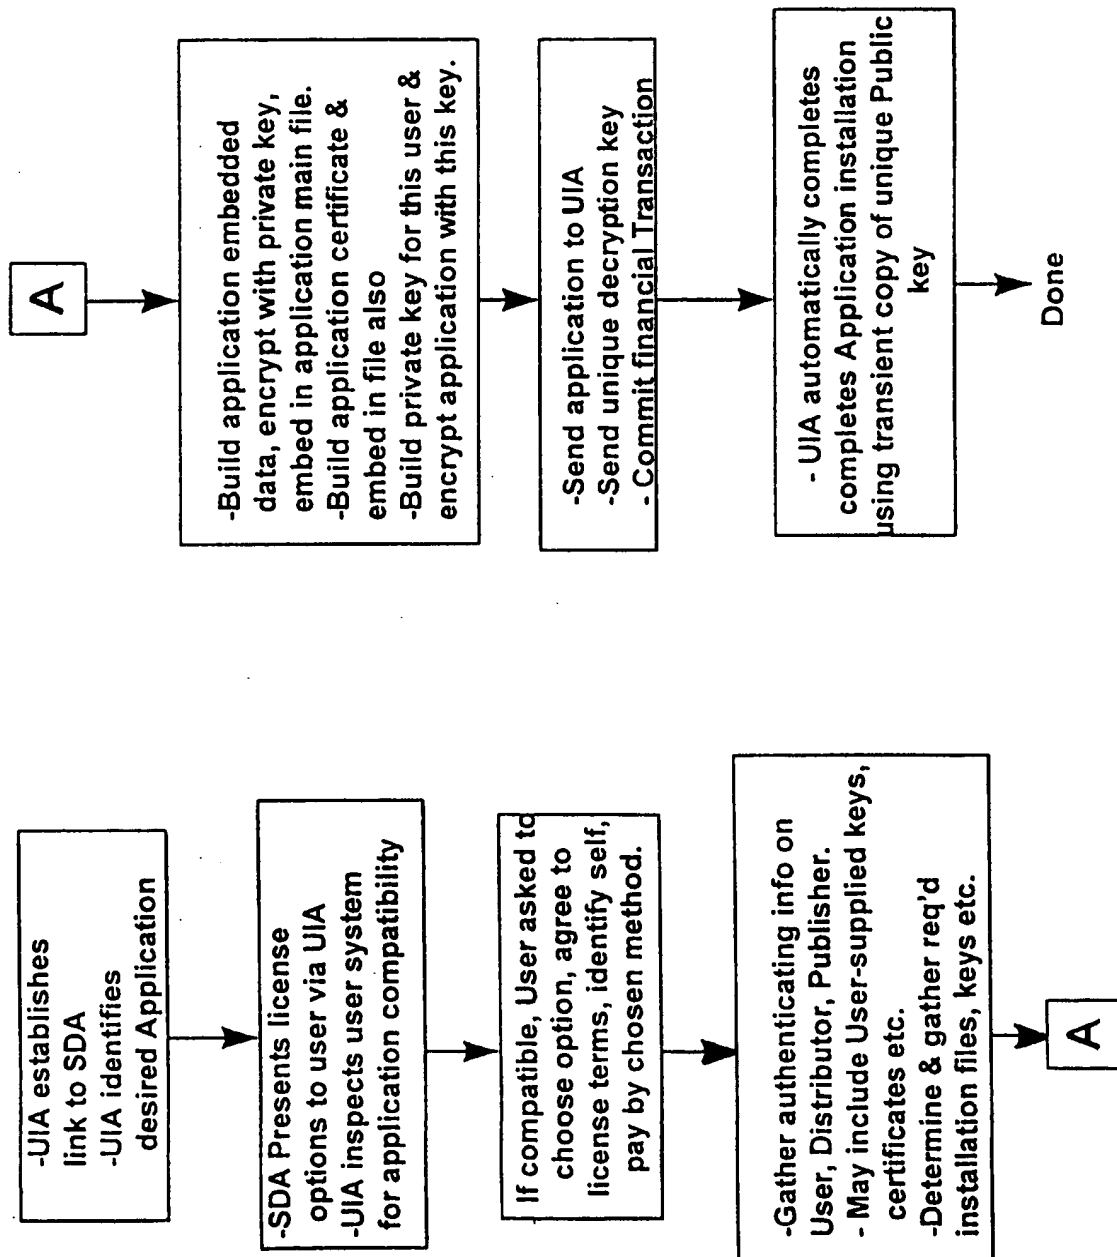 -UIA establishes
link to SDA
-UIA identifies
desired Application
-SDA Presents license
options to user via UIA
-UIA inspects user system
for application compatibility
If compatible, User asked to
choose option, agree to
license terms, identify self,
pay by chosen method.
-Gather authenticating info on
User, Distributor, Publisher.
- May include User-supplied keys,
certificates etc.
-Determine & gather req'd
installation files, keys etc.
A
A
-Build application embedded
data, encrypt with private key,
embed in application main file.
-Build application certificate &
embed in file also
-Build private key for this user &
encrypt application with this key.
-Send application to UIA
-Send unique decryption key
- Commit financial Transaction
- UIA automatically completes
completes Application installation
using transient copy of unique Public
key
Done